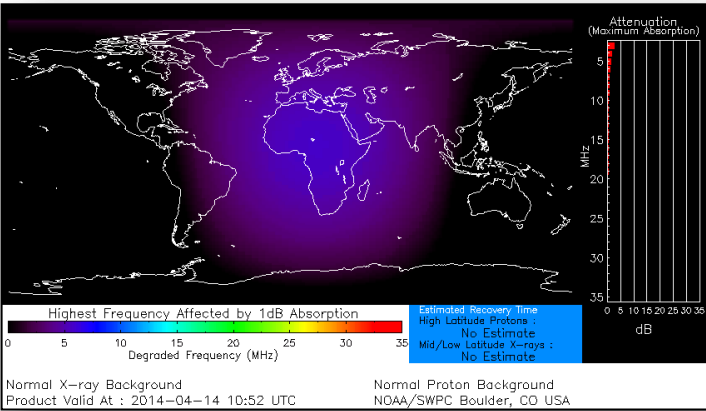 Attenuation
(Maximum Absorption)
5
10
15
20
25
30
35
MHz
0 5 10 15 20 25 30 35
dB
Highest Frequency Affected by 1dB Absorption
0 5 10 15 20 25 30 35
Degraded Frequency (MHz)
Estimated Recovery Time
High Latitude Protons :
No Estimate
Mid/Low Latitude X-rays :
No Estimate
Normal X-ray Background
Normal Proton Background
Product Valid At : 2014-04-14 10:52 UTC
NOAA/SWPC Boulder, CO USA